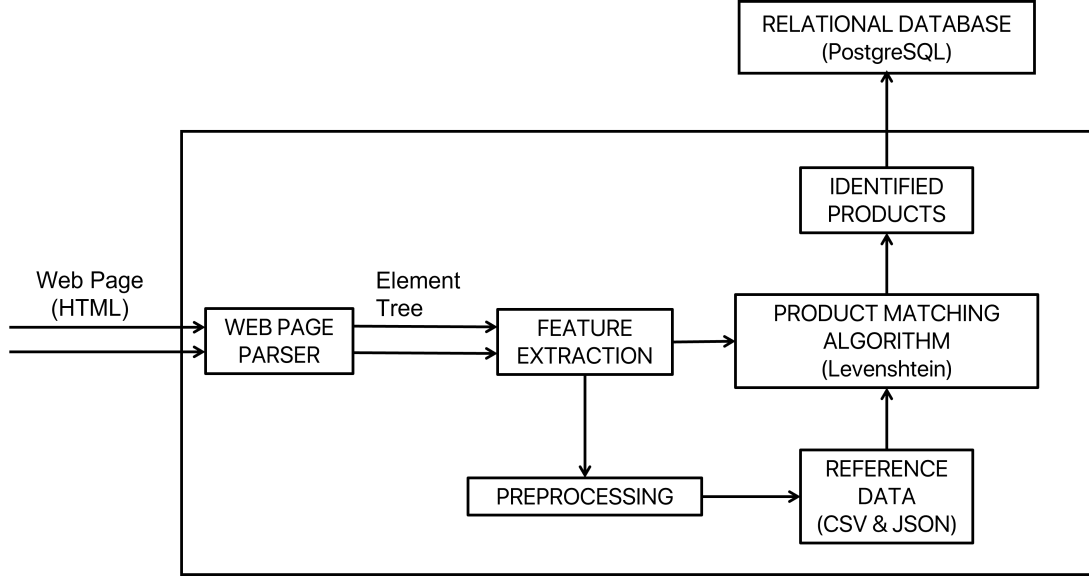 RELATIONAL DATABASE
(PostgreSQL)
IDENTIFIED
PRODUCTS
Web Page
(HTML)
Element
Tree
WEB PAGE
PARSER
FEATURE
EXTRACTION
PRODUCT MATCHING
ALGORITHM
(Levenshtein)
PREPROCESSING
REFERENCE
DATA
(CSV & JSON)